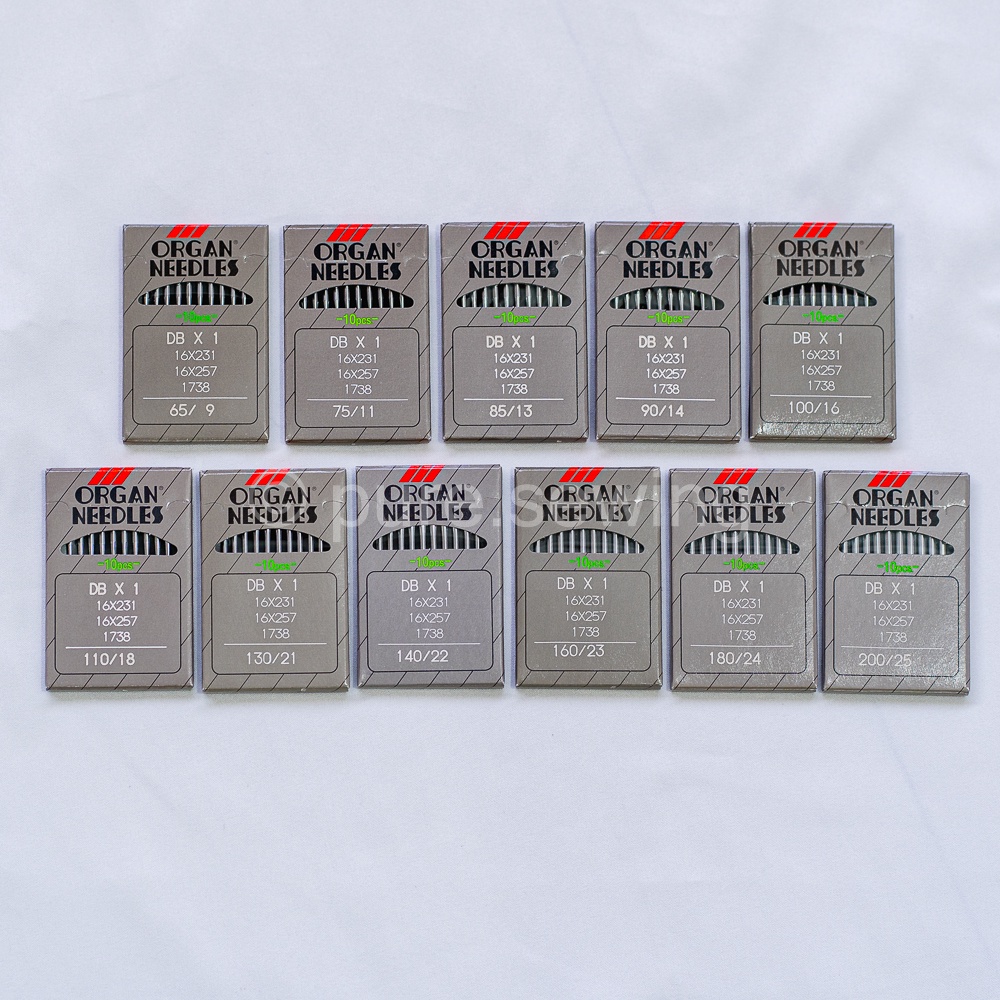 ORGAN®
NEEDLES
-10pcs-
DB X 1
16X231
16X257
1738
65/ 9
ORGAN®
NEEDLES
-10pcs-
DB X 1
16X231
16X257
1738
75/11
ORGAN®
NEEDLES
-10pcs-
DB X 1
16X231
16X257
1738
85/13
ORGAN®
NEEDLES
-10pcs-
DB X 1
16X231
16X257
1738
90/14
ORGAN®
NEEDLES
-10pcs-
DB X 1
16X231
16X257
1738
100/16
ORGAN®
NEEDLES
-10pcs-
DB X 1
16X231
16X257
1738
110/18
ORGAN®
NEEDLES
-10pcs-
DB X 1
16X231
16X257
1738
130/21
ORGAN®
NEEDLES
-10pcs-
DB X 1
16X231
16X257
1738
140/22
ORGAN®
NEEDLES
-10pcs-
DB X 1
16X231
16X257
1738
160/23
ORGAN®
NEEDLES
-10pcs-
DB X 1
16X231
16X257
1738
180/24
ORGAN®
NEEDLES
-10pcs-
DB X 1
16X231
16X257
1738
200/25
© pure.sewing